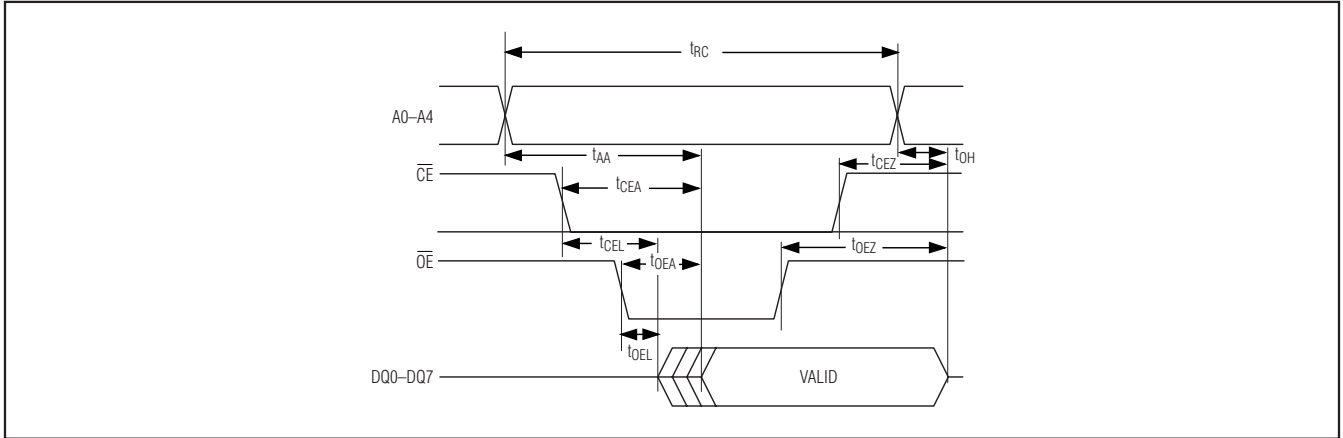 tRC
A0–A4
tAA
tCEZ
tOH
CE
tCEA
tCEL
tOEZ
OE
tOEA
tOEL
DQ0–DQ7
VALID